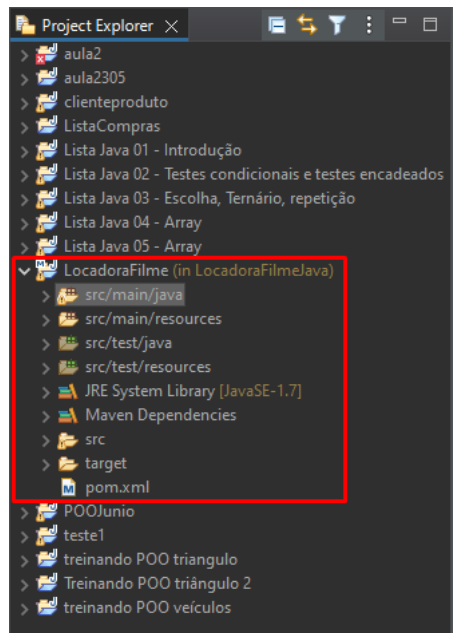 Project Explorer
aula2
aula2305
clienteproduto
ListaCompras
Lista Java 01 - Introdução
Lista Java 02 - Testes condicionais e testes encadeados
Lista Java 03 - Escolha, Ternário, repetição
Lista Java 04 - Array
Lista Java 05 - Array
LocadoraFilme (in LocadoraFilmeJava)
src/main/java
src/main/resources
src/test/java
src/test/resources
JRE System Library [JavaSE-1.7]
Maven Dependencies
src
target
pom.xml
POOJunio
teste1
treinando POO triangulo
Treinando POO triângulo 2
treinando POO veículos